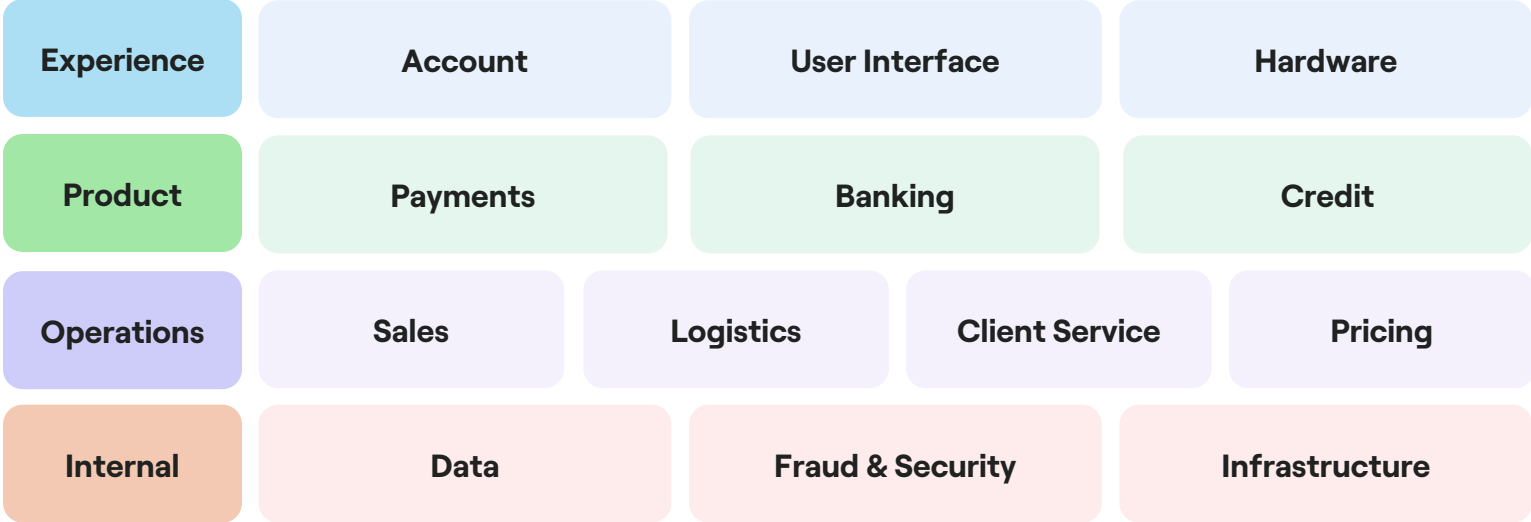 Experience
Account
User Interface
Hardware
Product
Payments
Banking
Credit
Operations
Sales
Logistics
Client Service
Pricing
Internal
Data
Fraud & Security
Infrastructure